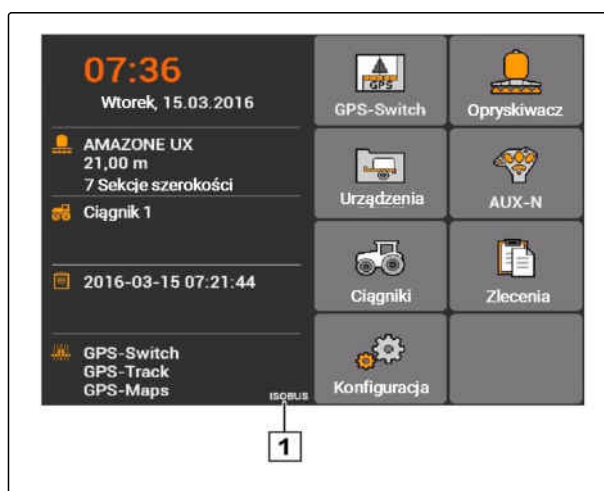 07:36
Wtorek, 15.03.2016
AMAZONE UX
21,00 m
7 Sekcje szerokości
Ciągnik 1
2016-03-15 07:21:44
GPS-Switch
GPS-Track
GPS-Maps
ISOBUS
GPS
GPS-Switch
Opryskiwacz
Urządzenia
AUX-N
Ciągniki
Zlecenia
Konfiguracja
1